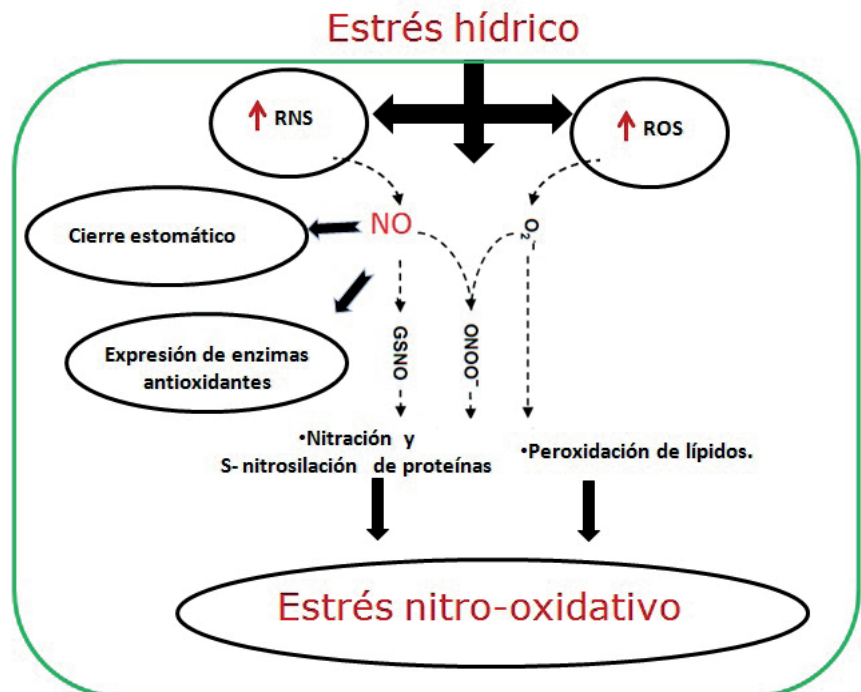 Estrés hídrico
↑ RNS
↑ ROS
NO
O₂⁻
Cierre estomático
GSNO
ONOO⁻
Expresión de enzimas
antioxidantes
•Nitración y
S- nitrosilación de proteínas
•Peroxidación de lípidos.
Estrés nitro-oxidativo